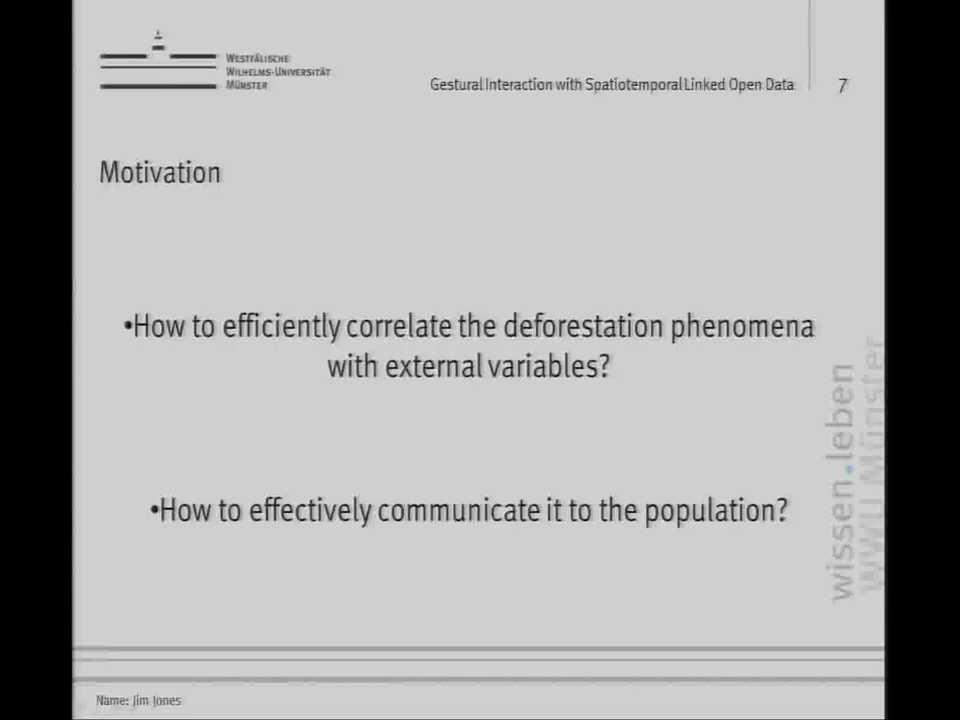 WESTFÄLISCHE
WILHELMS-UNIVERSITÄT
MÜNSTER
Gestural Interaction with Spatiotemporal Linked Open Data
7
Motivation
•How to efficiently correlate the deforestation phenomena
with external variables?
•How to effectively communicate it to the population?
wissen.leben
WWU Münster
Name: Jim Jones